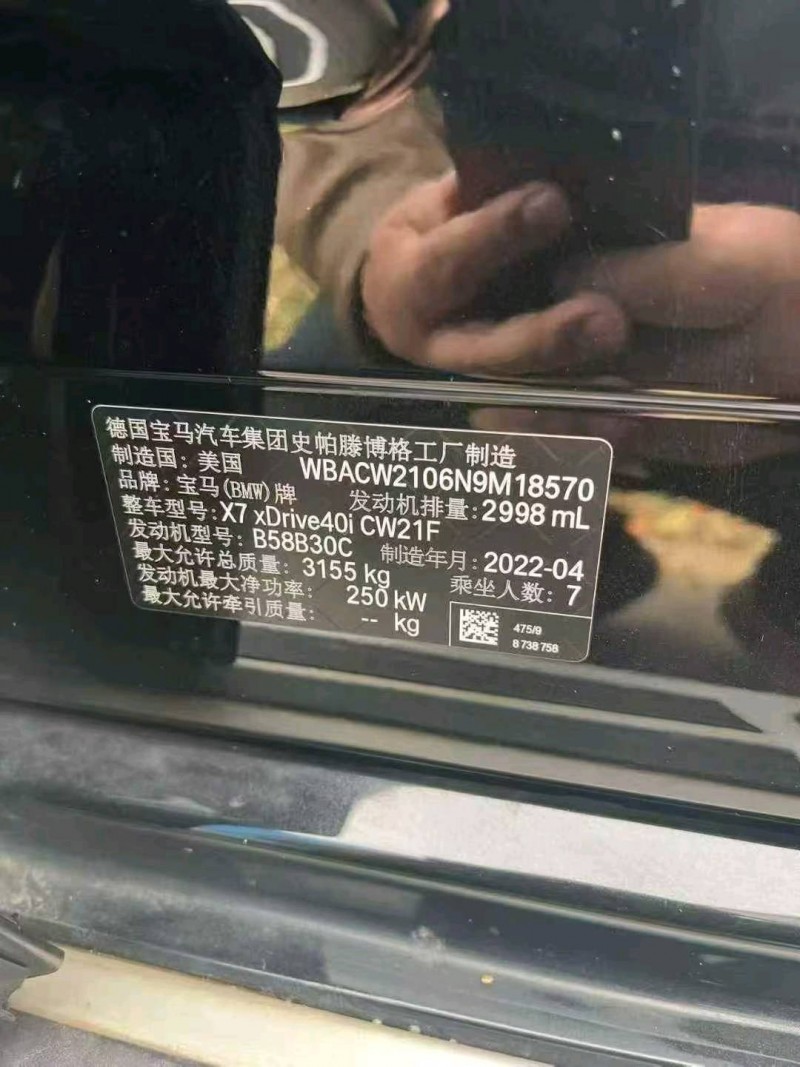 德国宝马汽车集团史帕滕博格工厂制造
制造国：美国 WBACW2106N9M18570
品牌：宝马(BMW)牌 发动机排量：2998 mL
整车型号：X7 xDrive40i CW21F
发动机型号：B58B30C 制造年月：2022-04
最大允许总质量：3155 kg 乘坐人数：7
发动机最大净功率：250 kW
最大允许牵引质量：-- kg
475/9
8 738 758